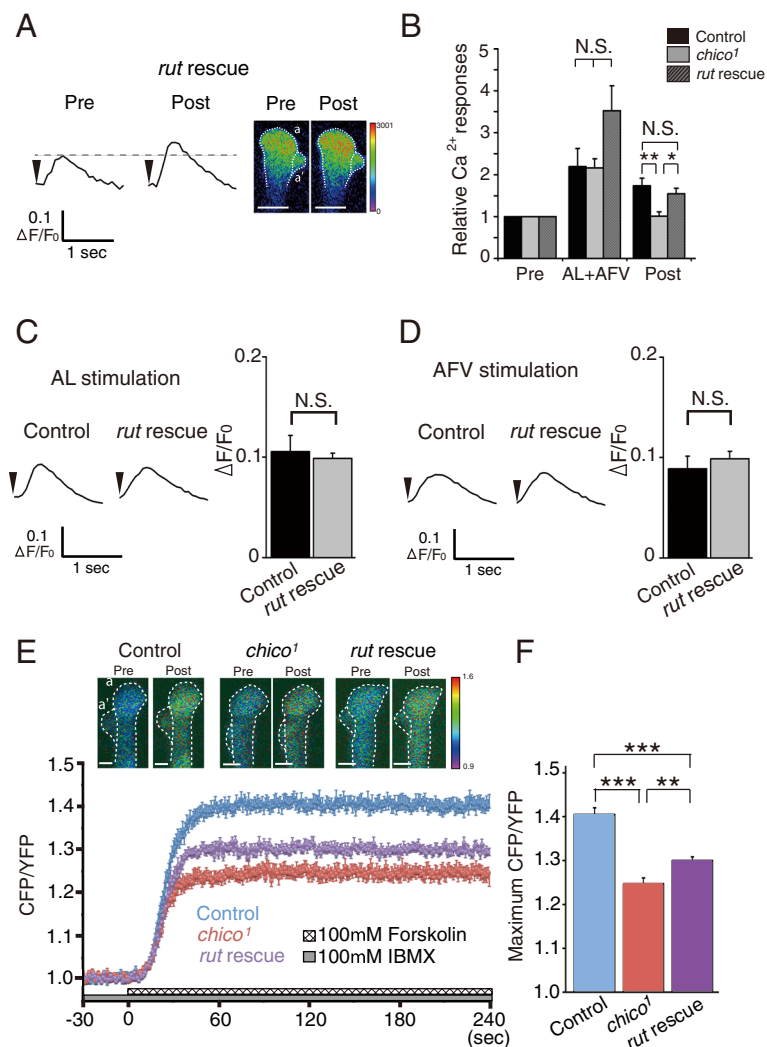 A
rut rescue
Pre Post
Pre Post
a
a'
3001
0
0.1
ΔF/F0
1 sec
B
Control
chico1
rut rescue
Relative Ca 2+ responses
5
4
3
2
1
0
N.S.
N.S.
** *
Pre AL+AFV Post
C
AL stimulation
Control rut rescue
0.1
ΔF/F0
1 sec
0.2
0.1
0
ΔF/F0
N.S.
Control
rut rescue
D
AFV stimulation
Control rut rescue
0.1
ΔF/F0
1 sec
0.2
0.1
0
ΔF/F0
N.S.
Control
rut rescue
E
Control chico1 rut rescue
Pre Post Pre Post Pre Post
a
a'
1.6
0.9
CFP/YFP
1.5
1.4
1.3
1.2
1.1
1.0
Control
chico1
rut rescue
100mM Forskolin
100mM IBMX
-30 0 60 120 180 240
(sec)
F
Maximum CFP/YFP
1.5
1.4
1.3
1.2
1.1
1.0
***
*** **
Control
chico1
rut rescue